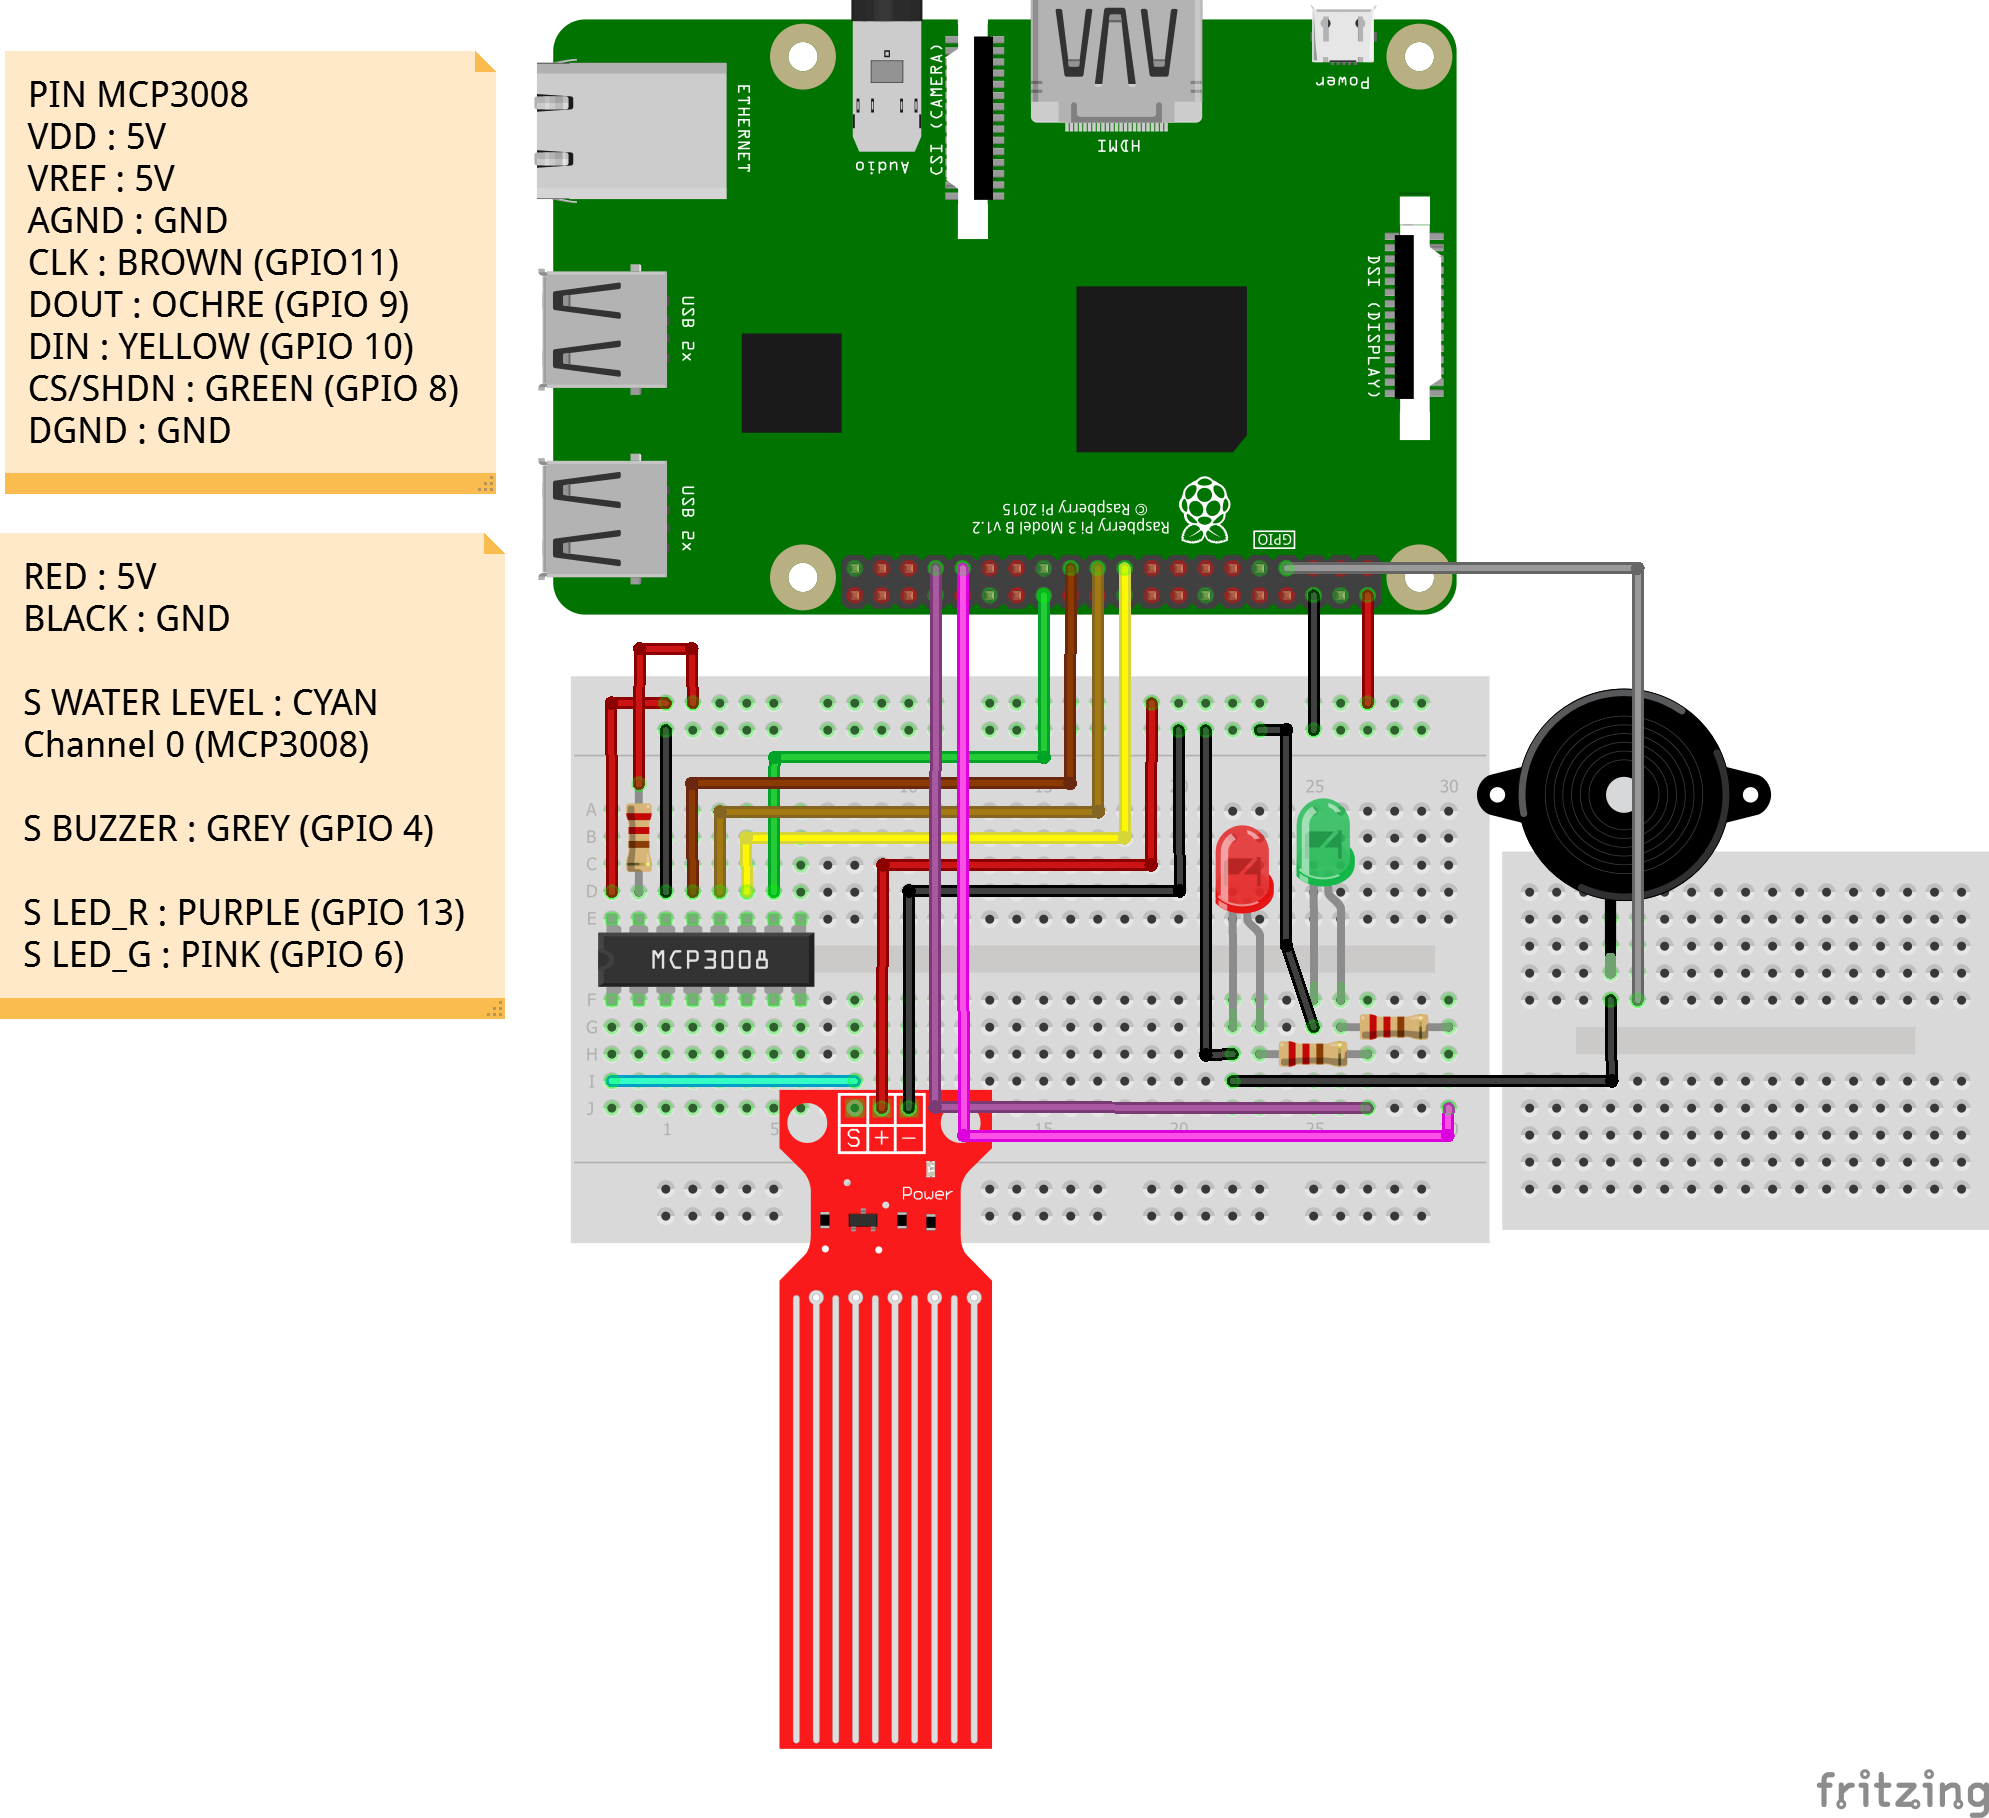 PIN MCP3008
VDD : 5V
VREF : 5V
AGND : GND
CLK : BROWN (GPIO11)
DOUT : OCHRE (GPIO 9)
DIN : YELLOW (GPIO 10)
CS/SHDN : GREEN (GPIO 8)
DGND : GND
RED : 5V
BLACK : GND
S WATER LEVEL : CYAN
Channel 0 (MCP3008)
S BUZZER : GREY (GPIO 4)
S LED_R : PURPLE (GPIO 13)
S LED_G : PINK (GPIO 6)
ETHERNET
Audio
CSI (CAMERA)
HDMI
Power
DSI (DISPLAY)
USB 2x
USB 2x
Raspberry Pi 3 Model B v1.2
© Raspberry Pi 2015
GPIO
15
25
30
A
B
C
D
E
MCP3008
F
G
H
I
J
1
5
15
20
25
S + -
Power
fritzing